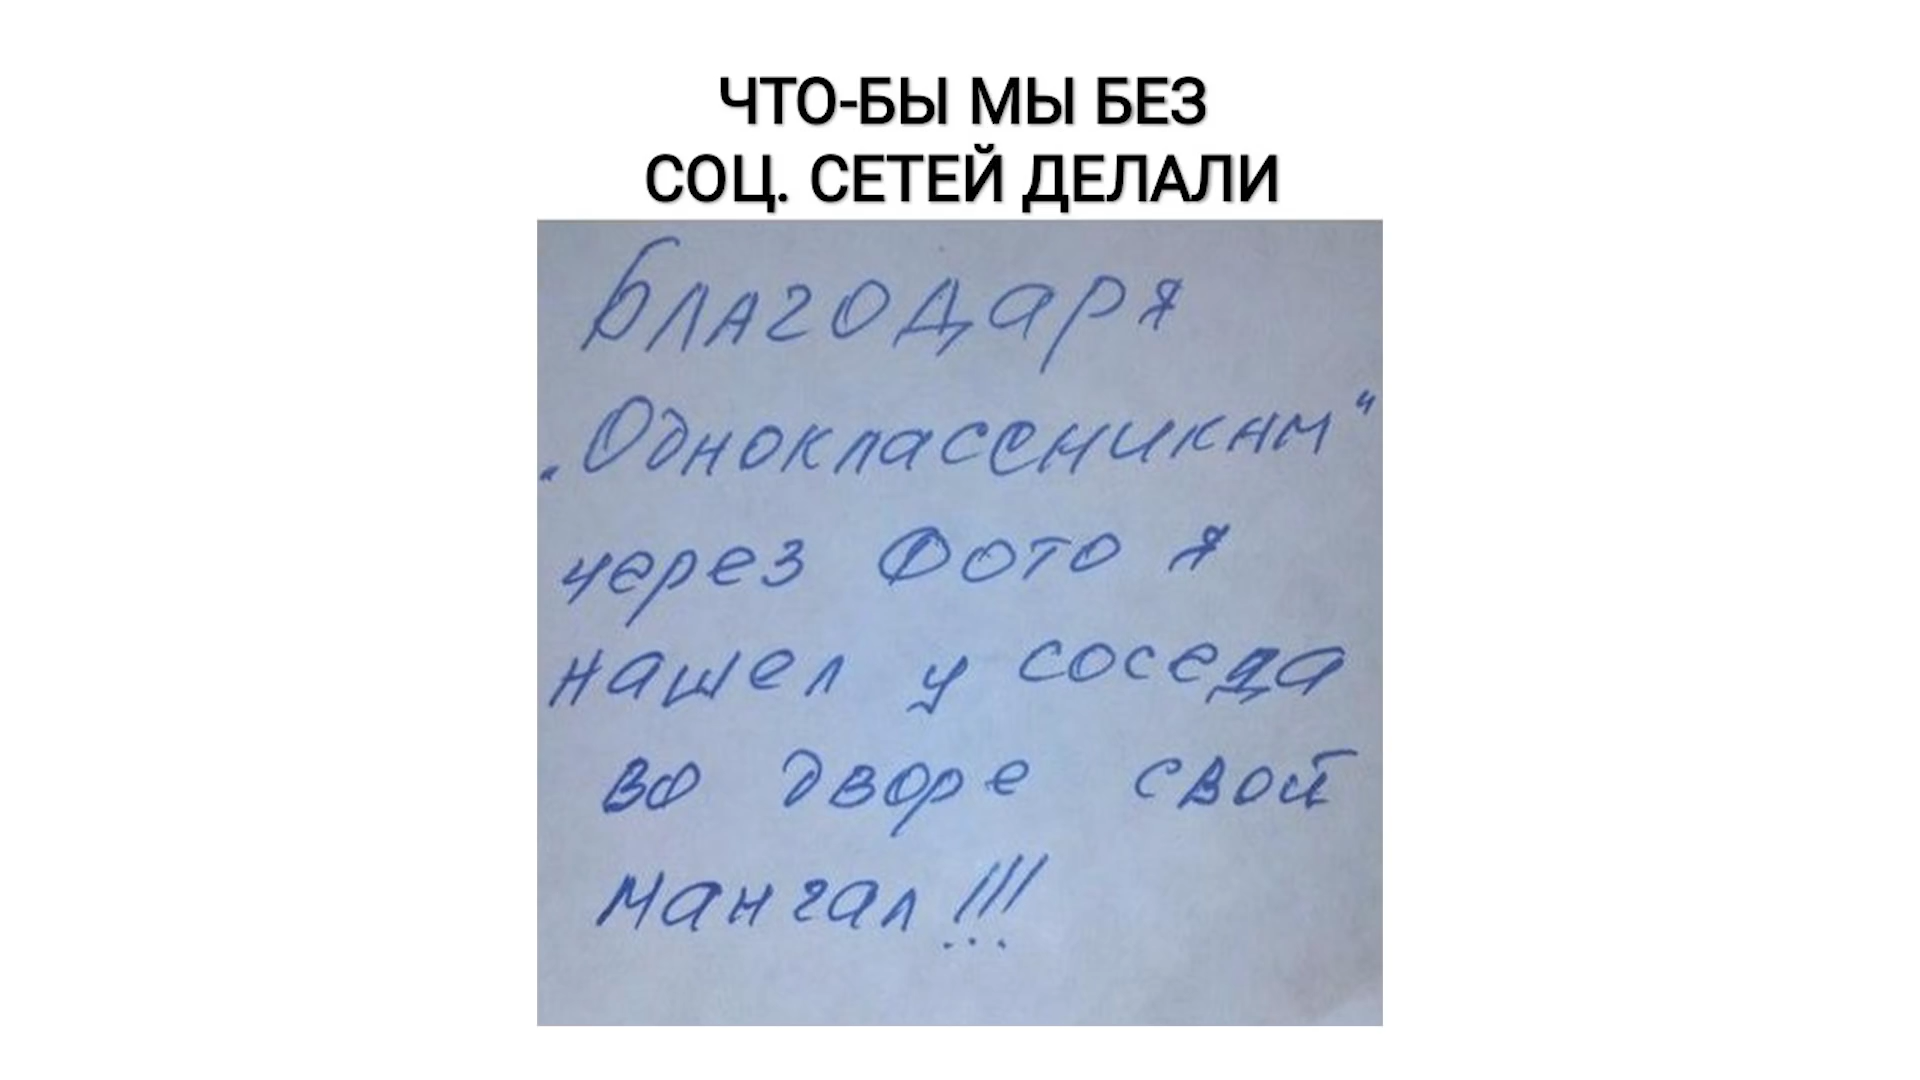 ЧТО-БЫ МЫ БЕЗ
СОЦ. СЕТЕЙ ДЕЛАЛИ
Благодаря
„Одноклассникам“
через Фото я
нашел у соседа
во дворе свой
мангал!!!